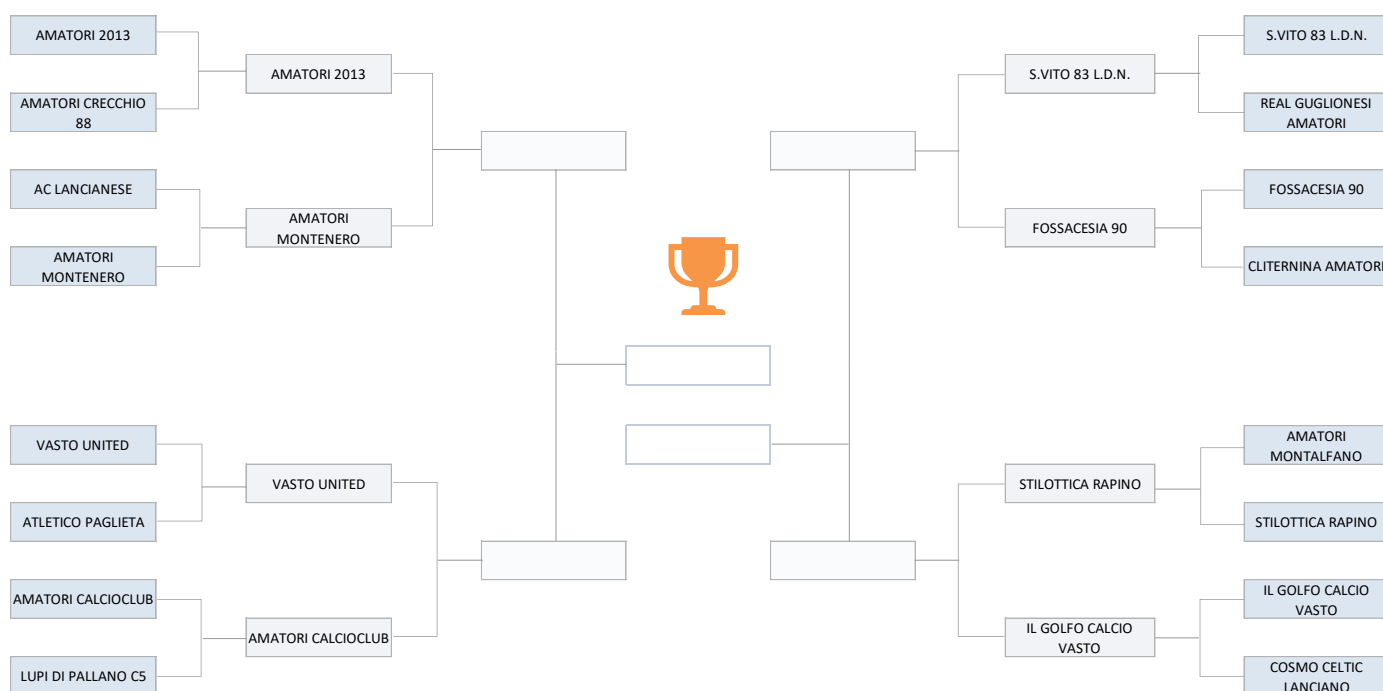 AMATORI 2013
AMATORI CRECCHIO
88
AC LANCIANESE
AMATORI
MONTENERO
VASTO UNITED
ATLETICO PAGLIETA
AMATORI CALCIOCLUB
LUPI DI PALLANO C5
AMATORI 2013
AMATORI
MONTENERO
VASTO UNITED
AMATORI CALCIOCLUB
S.VITO 83 L.D.N.
FOSSACESIA 90
STILOTTICA RAPINO
IL GOLFO CALCIO
VASTO
S.VITO 83 L.D.N.
REAL GUGLIONESI
AMATORI
FOSSACESIA 90
CLITERNINA AMATORI
AMATORI
MONTALFANO
STILOTTICA RAPINO
IL GOLFO CALCIO
VASTO
COSMO CELTIC
LANCIANO